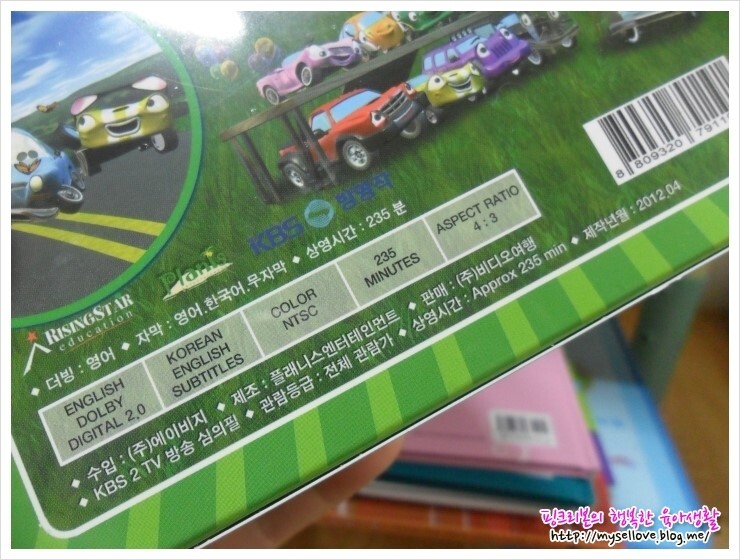 KBS 방영작
8 809320 7911
RISING STAR
education
Plants
• 더빙 : 영어 • 자막 : 영어,한국어,무자막 • 상영시간 : 235 분
ENGLISH
DOLBY
DIGITAL 2.0
KOREAN
ENGLISH
SUBTITLES
COLOR
NTSC
235
MINUTES
ASPECT RATIO
4 : 3
• 수입 : (주)에이비지 • 제조 : 플래니스엔터테인먼트 • 판매 : (주)비디오여행
• KBS 2 TV 방송 심의필 • 관람등급 : 전체 관람가 • 상영시간 : Approx 235 min • 제작년월 : 2012.04
핑크리본의 행복한 육아생활
http://mysellove.blog.me/